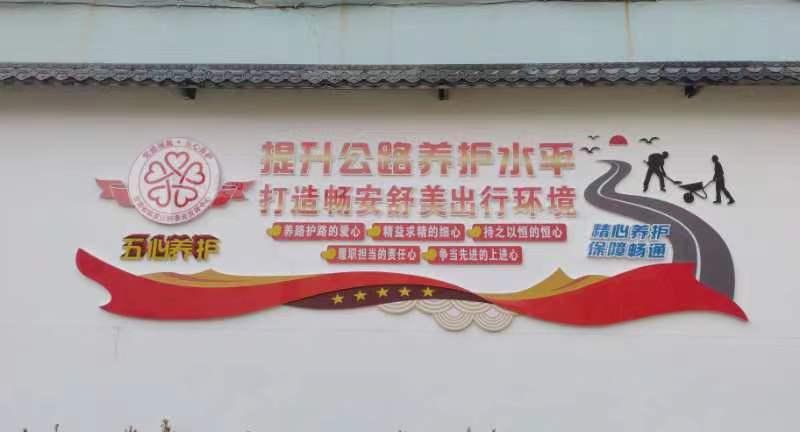 提升公路养护水平
打造畅安舒美出行环境
养路护路的爱心 精益求精的细心 持之以恒的恒心
履职担当的责任心 争当先进的上进心
五心养护
精心养护
保障畅通